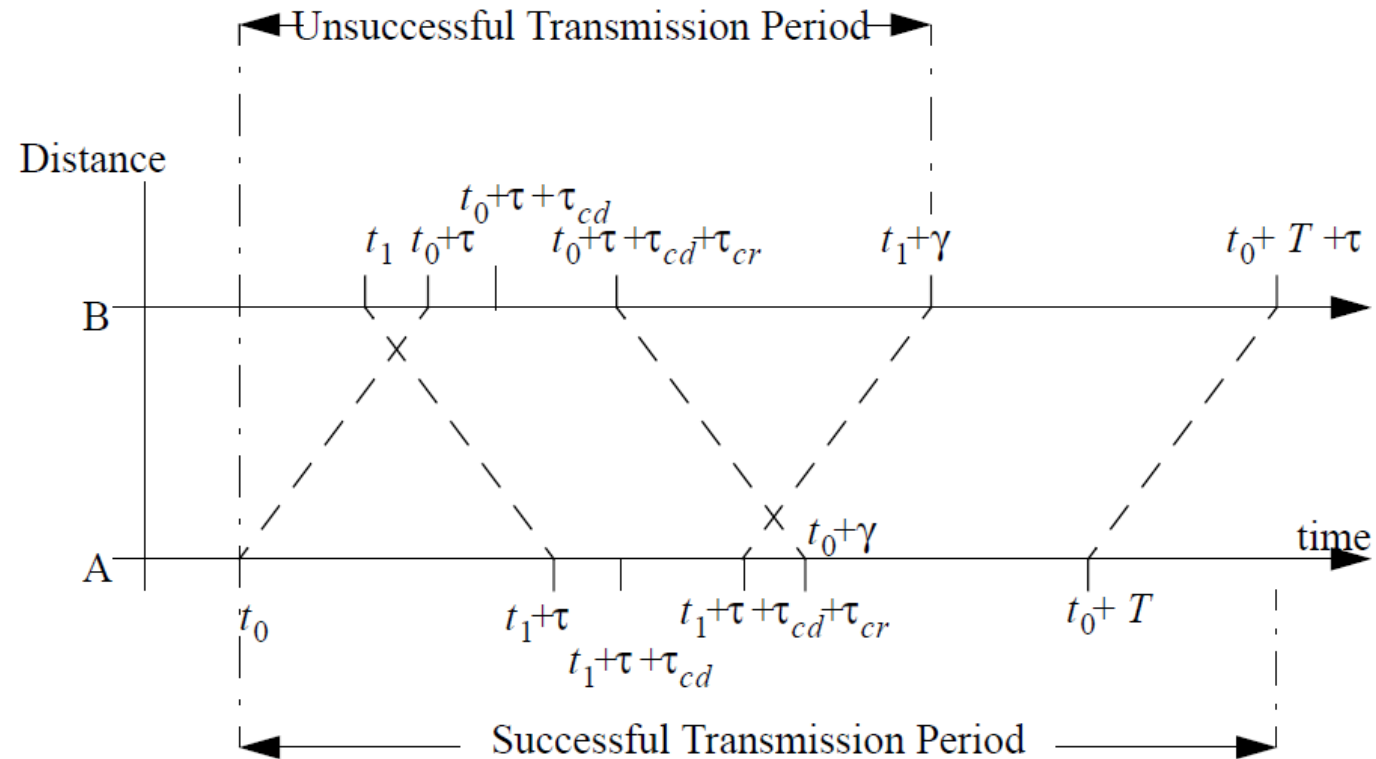 Unsuccessful Transmission Period
Distance
t0+τ+τcd
t1 t0+τ t0+τ+τcd+τcr t1+γ t0+ T +τ
B
t0+γ
time
A
t0 t1+τ t1+τ+τcd+τcr t0+ T
t1+τ+τcd
Successful Transmission Period